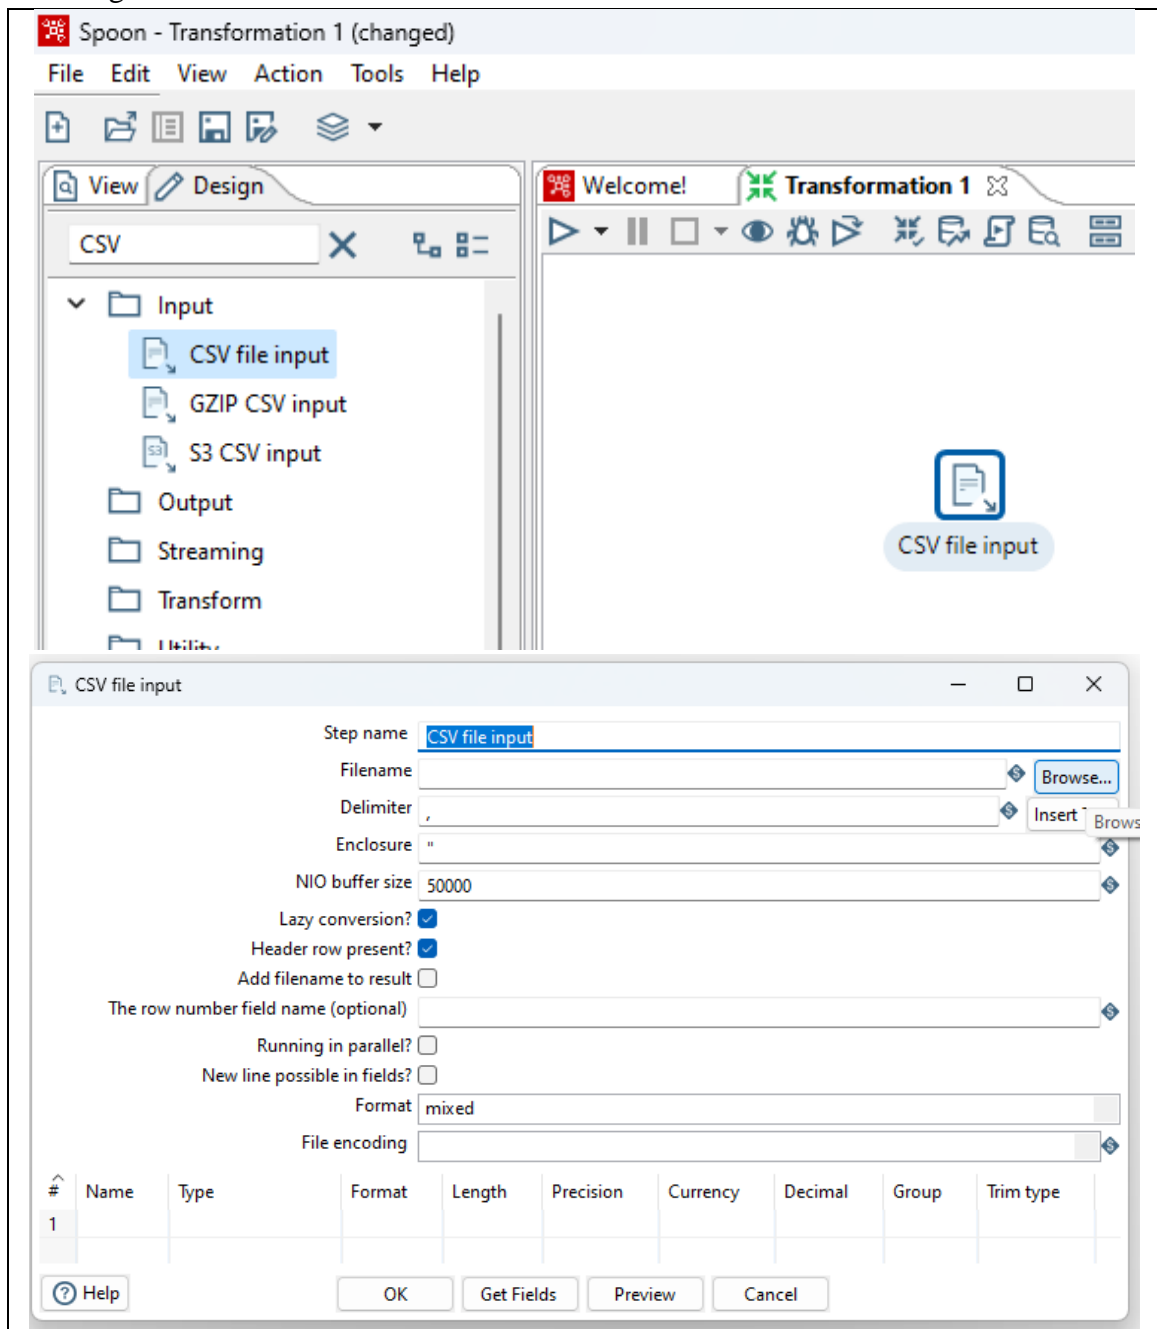 Spoon - Transformation 1 (changed)
File Edit View Action Tools Help
View Design
Welcome! Transformation 1
CSV
Input
CSV file input
GZIP CSV input
S3
S3 CSV input
Output
Streaming
Transform
CSV file input
CSV file input
Step name CSV file input
Filename Browse...
Delimiter , Insert
Brows
Enclosure "
NIO buffer size 50000
Lazy conversion?
Header row present?
Add filename to result
The row number field name (optional)
Running in parallel?
New line possible in fields?
Format mixed
File encoding
# Name Type Format Length Precision Currency Decimal Group Trim type
1
Help OK Get Fields Preview Cancel